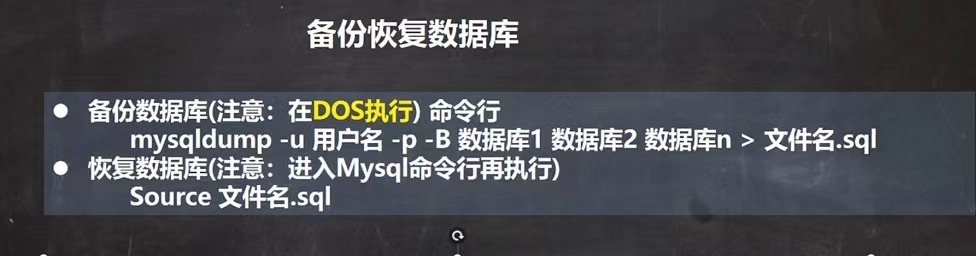 备份恢复数据库
● 备份数据库(注意：在DOS执行) 命令行
mysqldump -u 用户名 -p -B 数据库1 数据库2 数据库n > 文件名.sql
● 恢复数据库(注意：进入Mysql命令行再执行)
Source 文件名.sql